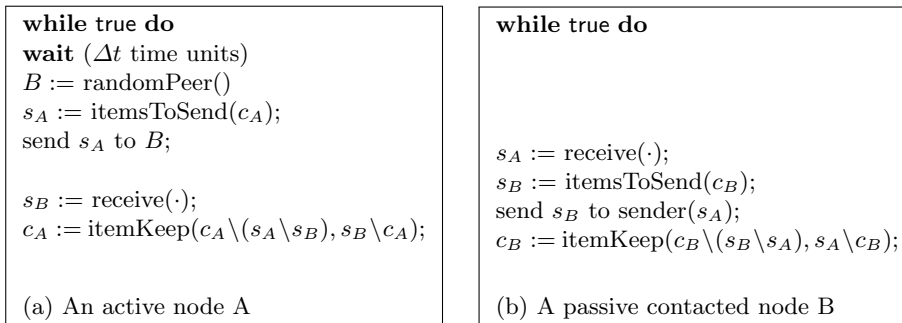 while true do
wait (Δt time units)
B := randomPeer()
s_A := itemsToSend(c_A);
send s_A to B;
s_B := receive(·);
c_A := itemKeep(c_A\(s_A\s_B), s_B\c_A);
(a) An active node A
while true do
s_A := receive(·);
s_B := itemsToSend(c_B);
send s_B to sender(s_A);
c_B := itemKeep(c_B\(s_B\s_A), s_A\c_B);
(b) A passive contacted node B